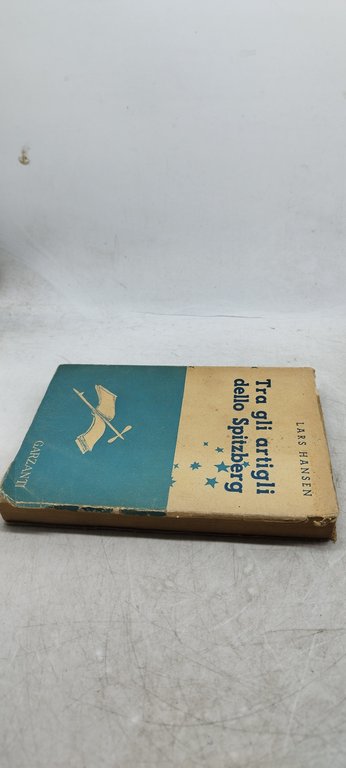 LARS HANSEN
Tra gli artigli
dello Spitzberg
GARZANTI